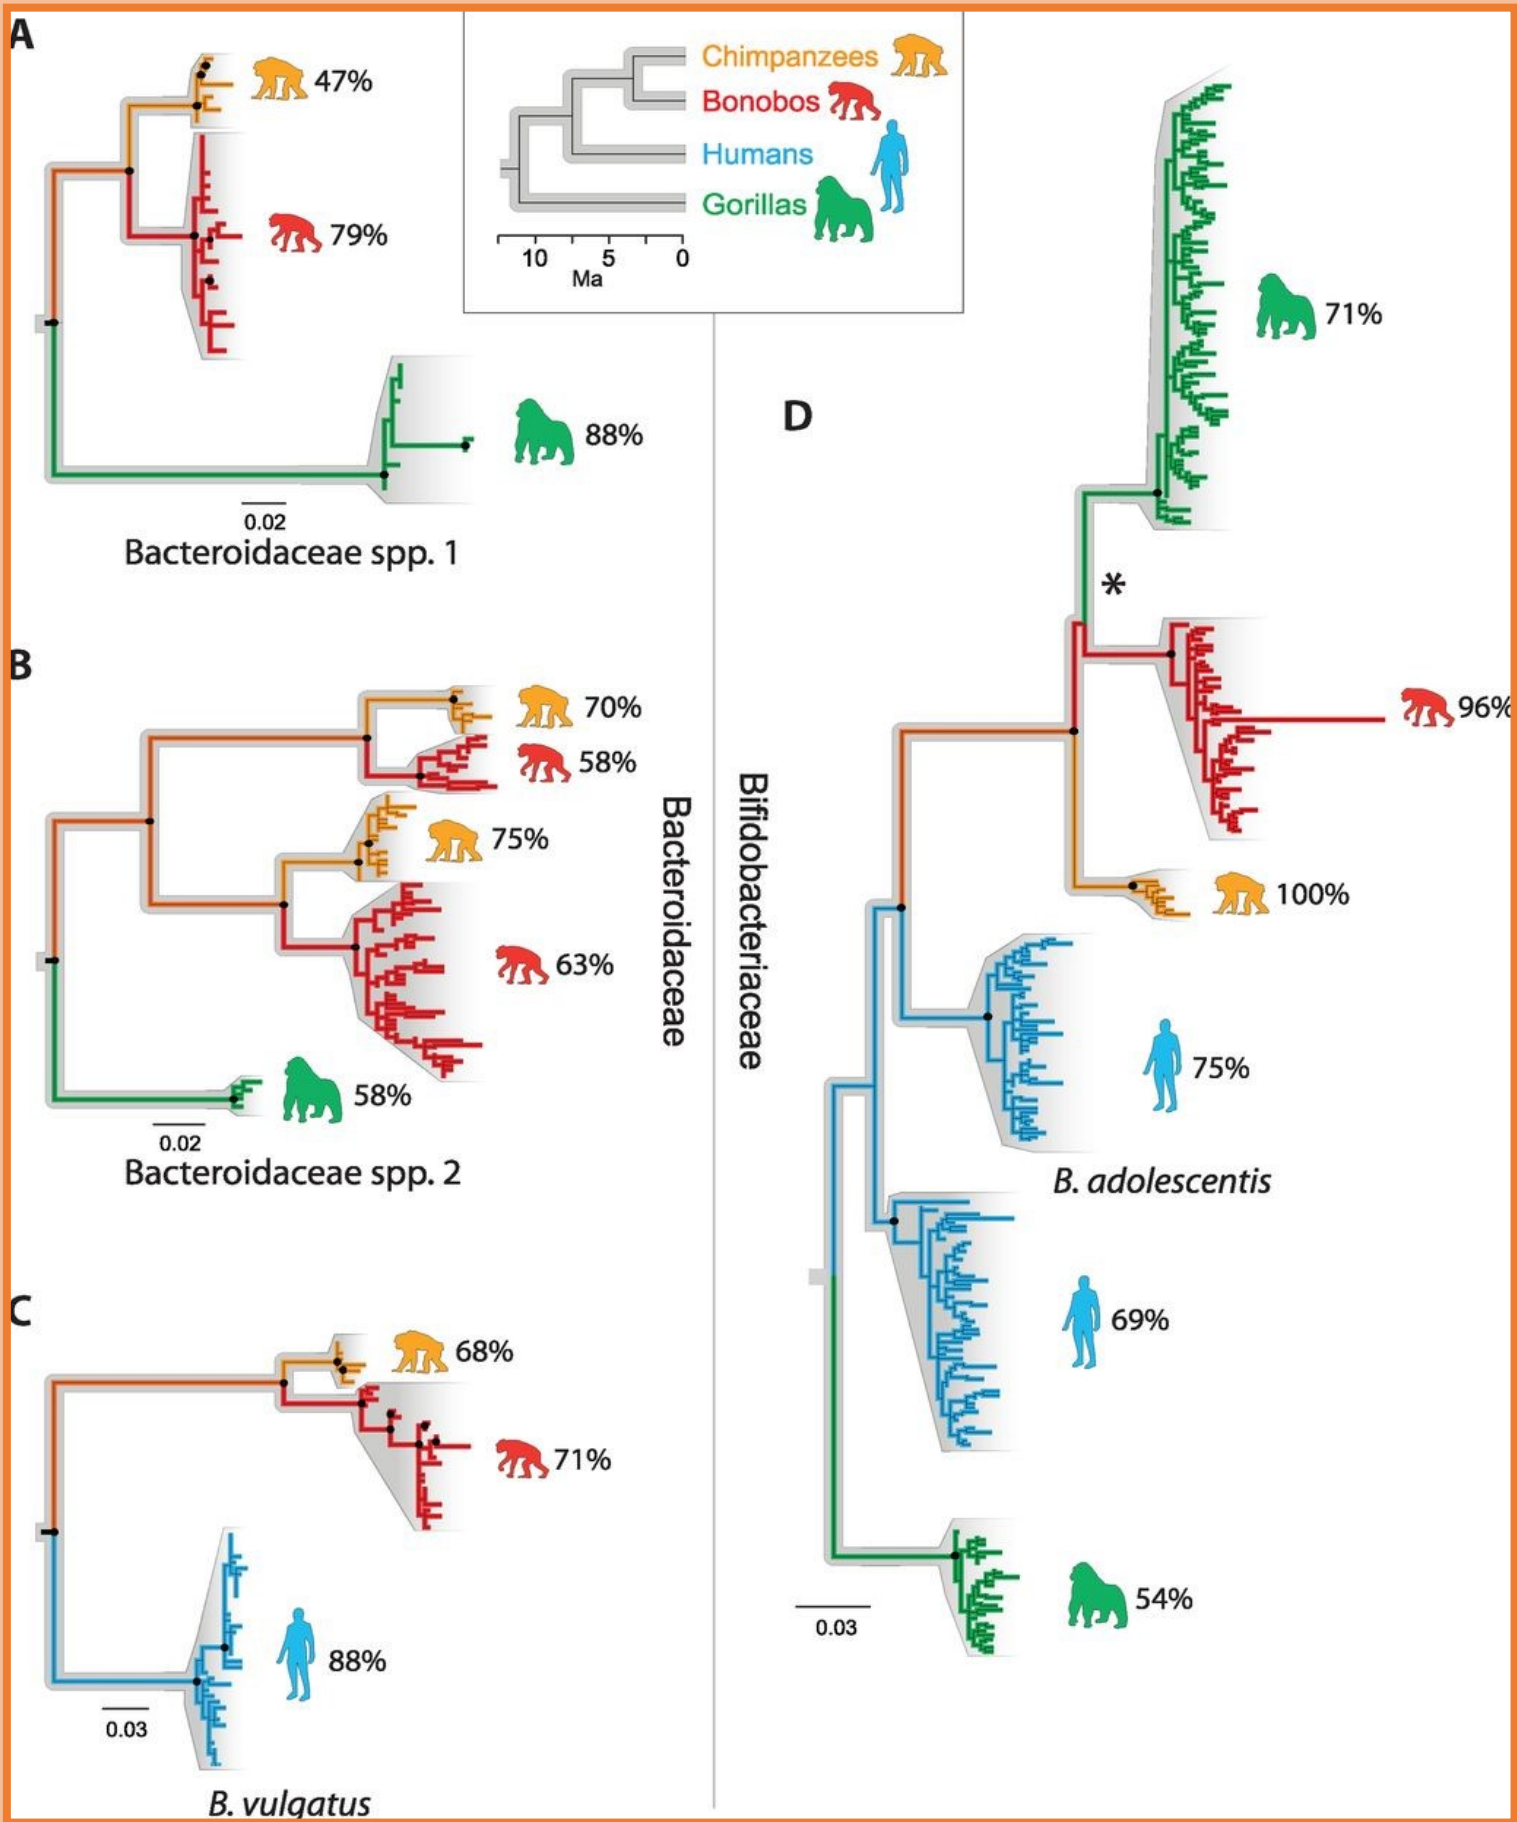 A
47%
79%
88%
0.02
Bacteroidaceae spp. 1
Chimpanzees
Bonobos
Humans
Gorillas
10 5 0
Ma
B
70%
58%
75%
63%
58%
0.02
Bacteroidaceae spp. 2
C
68%
71%
88%
0.03
B. vulgatus
Bacteroidaceae
Bifidobacteriaceae
D
71%
*
96%
100%
75%
B. adolescentis
69%
54%
0.03